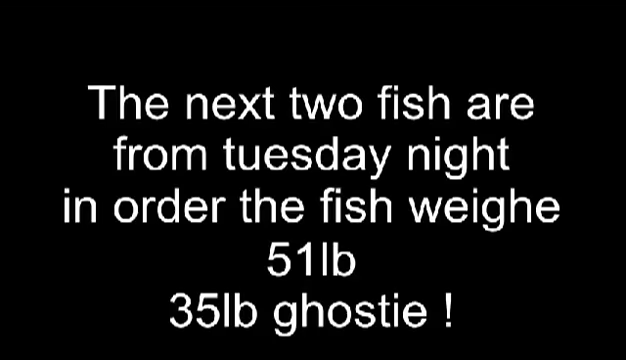 The next two fish are
from tuesday night
in order the fish weighe
51lb
35lb ghostie !